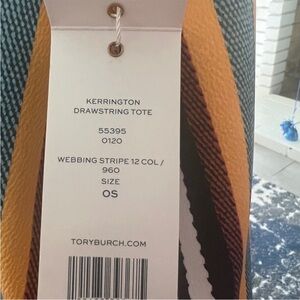 KERRINGTON
DRAWSTRING TOTE
55395
0120
WEBBING STRIPE 12 COL /
960
SIZE
OS
TORYBURCH.COM